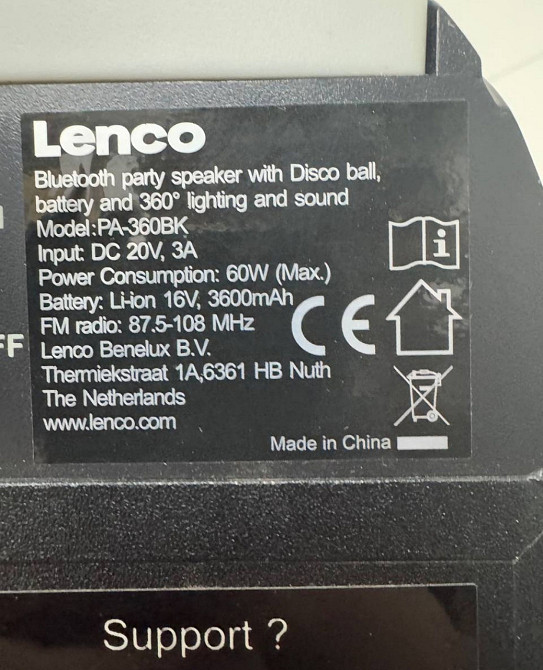 Lenco
Bluetooth party speaker with Disco ball,
battery and 360° lighting and sound
Model:PA-360BK
Input: DC 20V, 3A
Power Consumption: 60W (Max.)
Battery: Li-ion 16V, 3600mAh
FM radio: 87.5-108 MHz
FF
Lenco Benelux B.V.
Thermiekstraat 1A,6361 HB Nuth
The Netherlands
www.lenco.com
CE
i
Made in China
Support ?